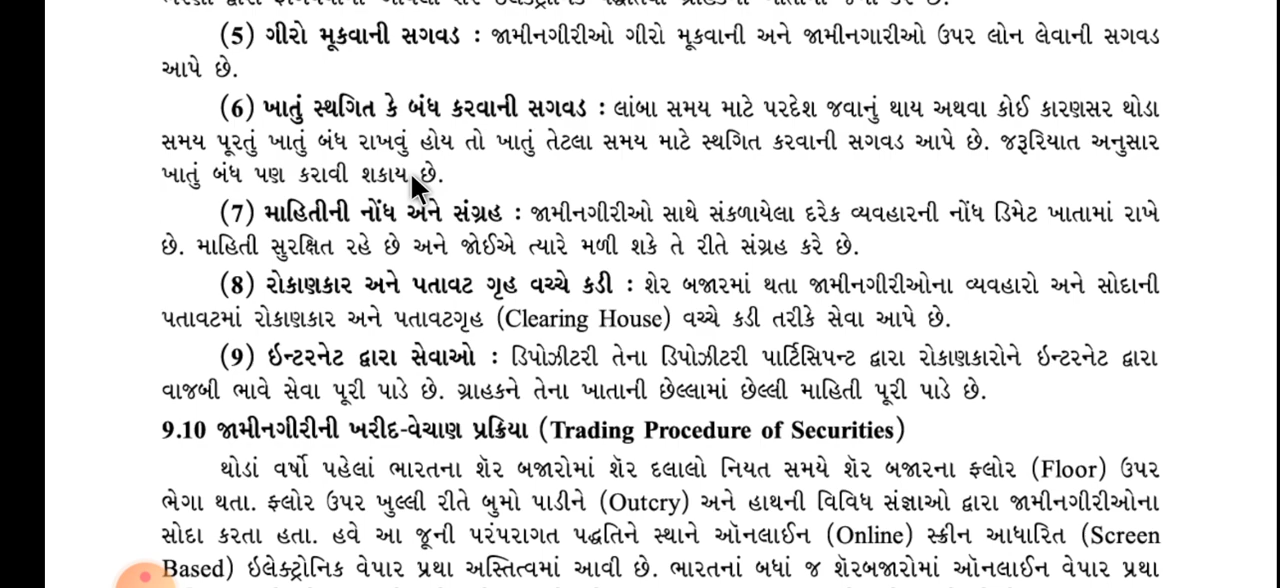 (5) ગીરો મૂકવાની સગવડ : જામીનગીરીઓ ગીરો મૂકવાની અને જામીનગારીઓ ઉપર લોન લેવાની સગવડ
આપે છે.
(6) ખાતું સ્થગિત કે બંધ કરવાની સગવડ : લાંબા સમય માટે પરદેશ જવાનું થાય અથવા કોઈ કારણસર થોડા
સમય પૂરતું ખાતું બંધ રાખવું હોય તો ખાતું તેટલા સમય માટે સ્થગિત કરવાની સગવડ આપે છે. જરૂરિયાત અનુસાર
ખાતું બંધ પણ કરાવી શકાય છે.
(7) માહિતીની નોંધ અને સંગ્રહ : જામીનગીરીઓ સાથે સંકળાયેલા દરેક વ્યવહારની નોંધ ડિમેટ ખાતામાં રાખે
છે. માહિતી સુરક્ષિત રહે છે અને જોઈએ ત્યારે મળી શકે તે રીતે સંગ્રહ કરે છે.
(8) રોકાણકાર અને પતાવટ ગૃહ વચ્ચે કડી : શેર બજારમાં થતા જામીનગીરીઓના વ્યવહારો અને સોદાની
પતાવટમાં રોકાણકાર અને પતાવટગૃહ (Clearing House) વચ્ચે કડી તરીકે સેવા આપે છે.
(9) ઇન્ટરનેટ દ્વારા સેવાઓ : ડિપોઝીટરી તેના ડિપોઝીટરી પાર્ટિસિપન્ટ દ્વારા રોકાણકારોને ઇન્ટરનેટ દ્વારા
વાજબી ભાવે સેવા પૂરી પાડે છે. ગ્રાહકને તેના ખાતાની છેલ્લામાં છેલ્લી માહિતી પૂરી પાડે છે.
9.10 જામીનગીરીની ખરીદ-વેચાણ પ્રક્રિયા (Trading Procedure of Securities)
થોડાં વર્ષો પહેલાં ભારતના શૅર બજારોમાં શૅર દલાલો નિયત સમયે શૅર બજારના ફ્લોર (Floor) ઉપર
ભેગા થતા. ફ્લોર ઉપર ખુલ્લી રીતે બુમો પાડીને (Outcry) અને હાથની વિવિધ સંજ્ઞાઓ દ્વારા જામીનગીરીઓના
સોદા કરતા હતા. હવે આ જૂની પરંપરાગત પદ્ધતિને સ્થાને ઑનલાઈન (Online) સ્ક્રીન આધારિત (Screen
Based) ઇલેક્ટ્રોનિક વેપાર પ્રથા અસ્તિત્વમાં આવી છે. ભારતનાં બધાં જ શૅરબજારોમાં ઑનલાઈન વેપાર પ્રથા